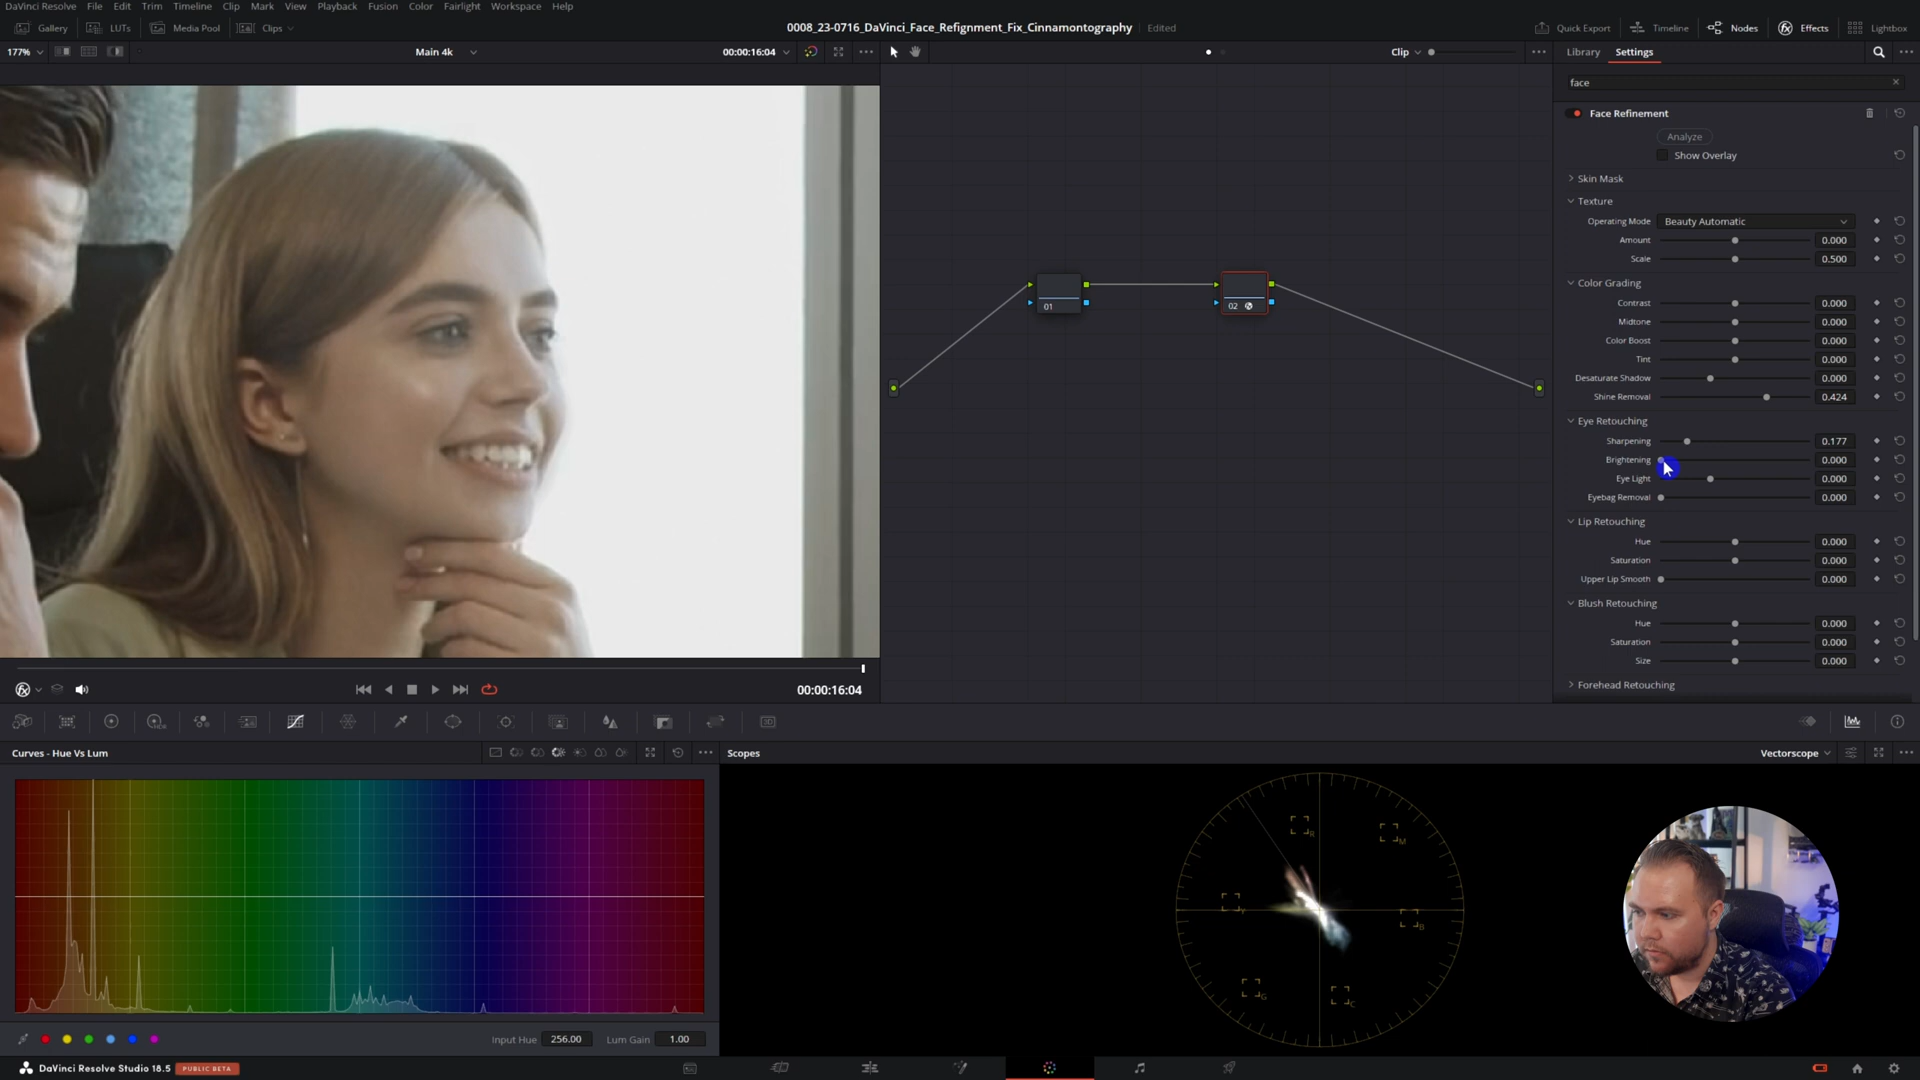 DaVinci Resolve File Edit Trim Timeline Clip Mark View Playback Fusion Color Fairlight Workspace Help
Gallery LUTs Media Pool Clips
0008_23-0716_DaVinci_Face_Refignment_Fix_Cinnamontography Edited
Quick Export Timeline Nodes Effects Lightbox
177% Main 4k 00:00:16:04
Clip
Library Settings
face
Face Refinement
Analyze
Show Overlay
Skin Mask
Texture
Operating Mode Beauty Automatic
Amount 0.000
Scale 0.500
Color Grading
Contrast 0.000
Midtone 0.000
Color Boost 0.000
Tint 0.000
Desaturate Shadow 0.000
Shine Removal 0.424
Eye Retouching
Sharpening 0.177
Brightening 0.000
Eye Light 0.000
Eyebag Removal 0.000
Lip Retouching
Hue 0.000
Saturation 0.000
Upper Lip Smooth 0.000
Blush Retouching
Hue 0.000
Saturation 0.000
Size 0.000
Forehead Retouching
01
02
00:00:16:04
Curves - Hue Vs Lum
Scopes
Vectorscope
R
M
Y
B
G
C
Input Hue 256.00 Lum Gain 1.00
DaVinci Resolve Studio 18.5 PUBLIC BETA